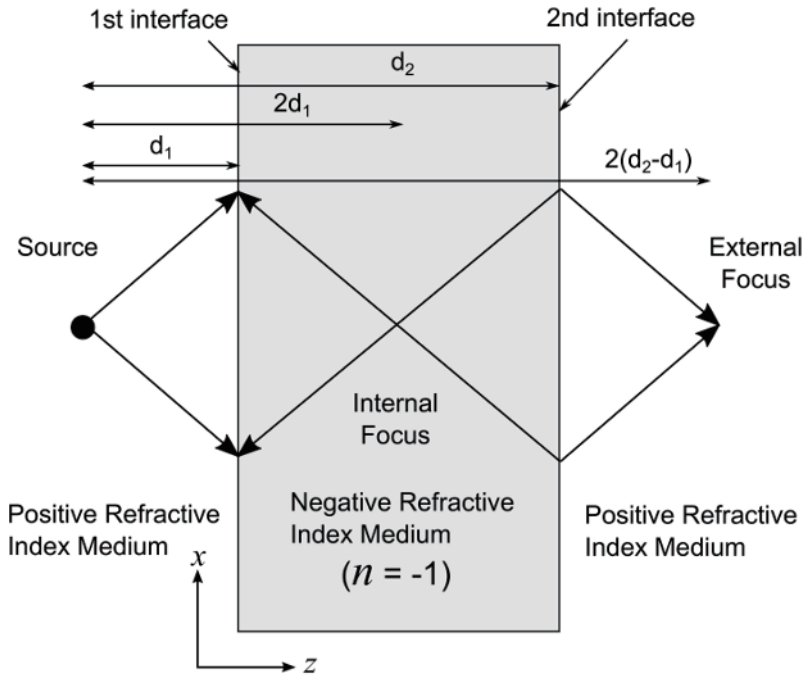 1st interface
2nd interface
d₂
2d₁
d₁
2(d₂-d₁)
Source
External
Focus
Internal
Focus
Positive Refractive
Index Medium
Negative Refractive
Index Medium
(n = -1)
Positive Refractive
Index Medium
x
z